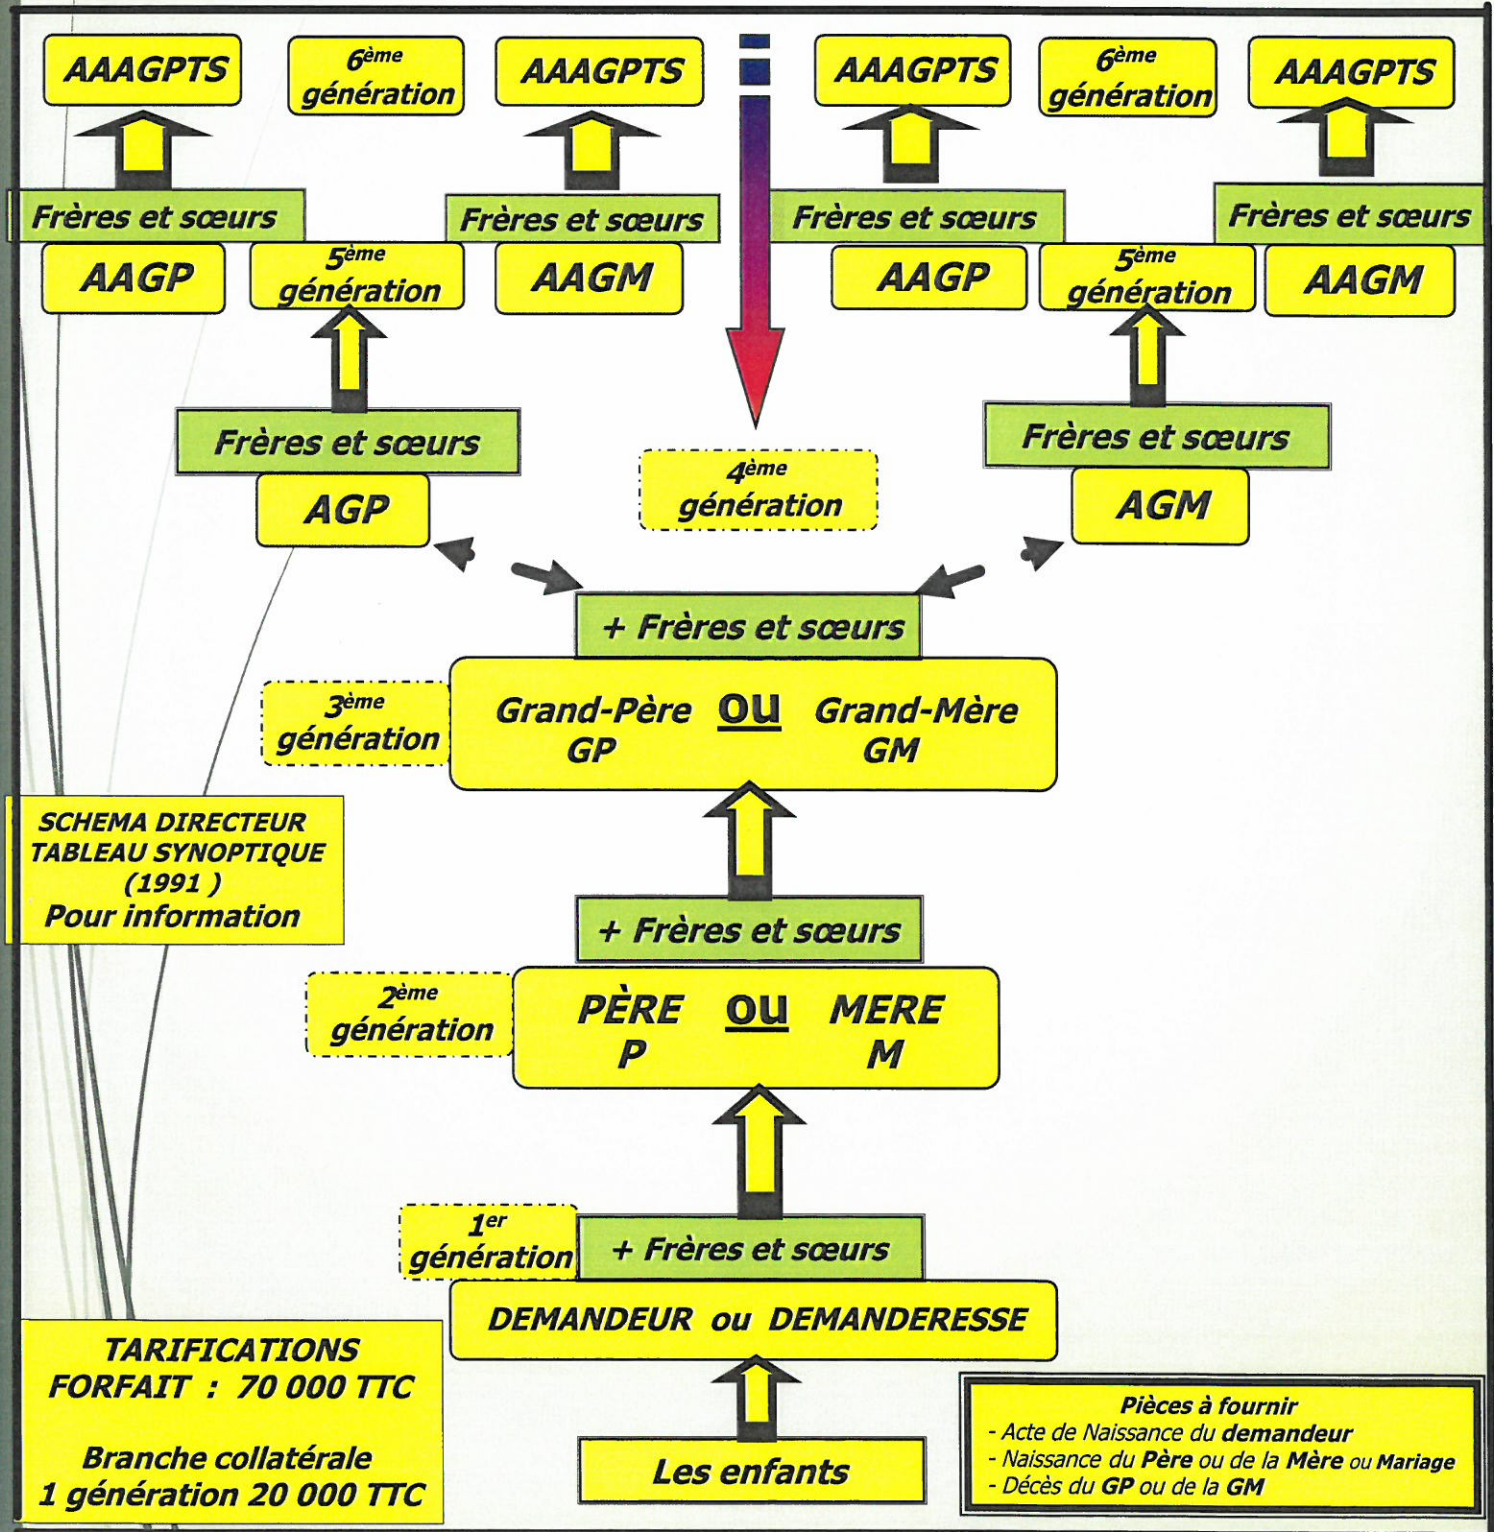 AAAGPTS
6ème
génération
AAAGPTS
AAAGPTS
6ème
génération
AAAGPTS
Frères et sœurs
Frères et sœurs
Frères et sœurs
Frères et sœurs
AAGP
5ème
génération
AAGM
AAGP
5ème
génération
AAGM
Frères et sœurs
Frères et sœurs
AGP
4ème
génération
AGM
+ Frères et sœurs
3ème
génération
Grand-Père ou Grand-Mère
GP GM
SCHEMA DIRECTEUR
TABLEAU SYNOPTIQUE
(1991 )
Pour information
+ Frères et sœurs
2ème
génération
PÈRE ou MERE
P M
1er
génération
+ Frères et sœurs
DEMANDEUR ou DEMANDERESSE
TARIFICATIONS
FORFAIT : 70 000 TTC
Branche collatérale
1 génération 20 000 TTC
Les enfants
Pièces à fournir
- Acte de Naissance du demandeur
- Naissance du Père ou de la Mère ou Mariage
- Décès du GP ou de la GM